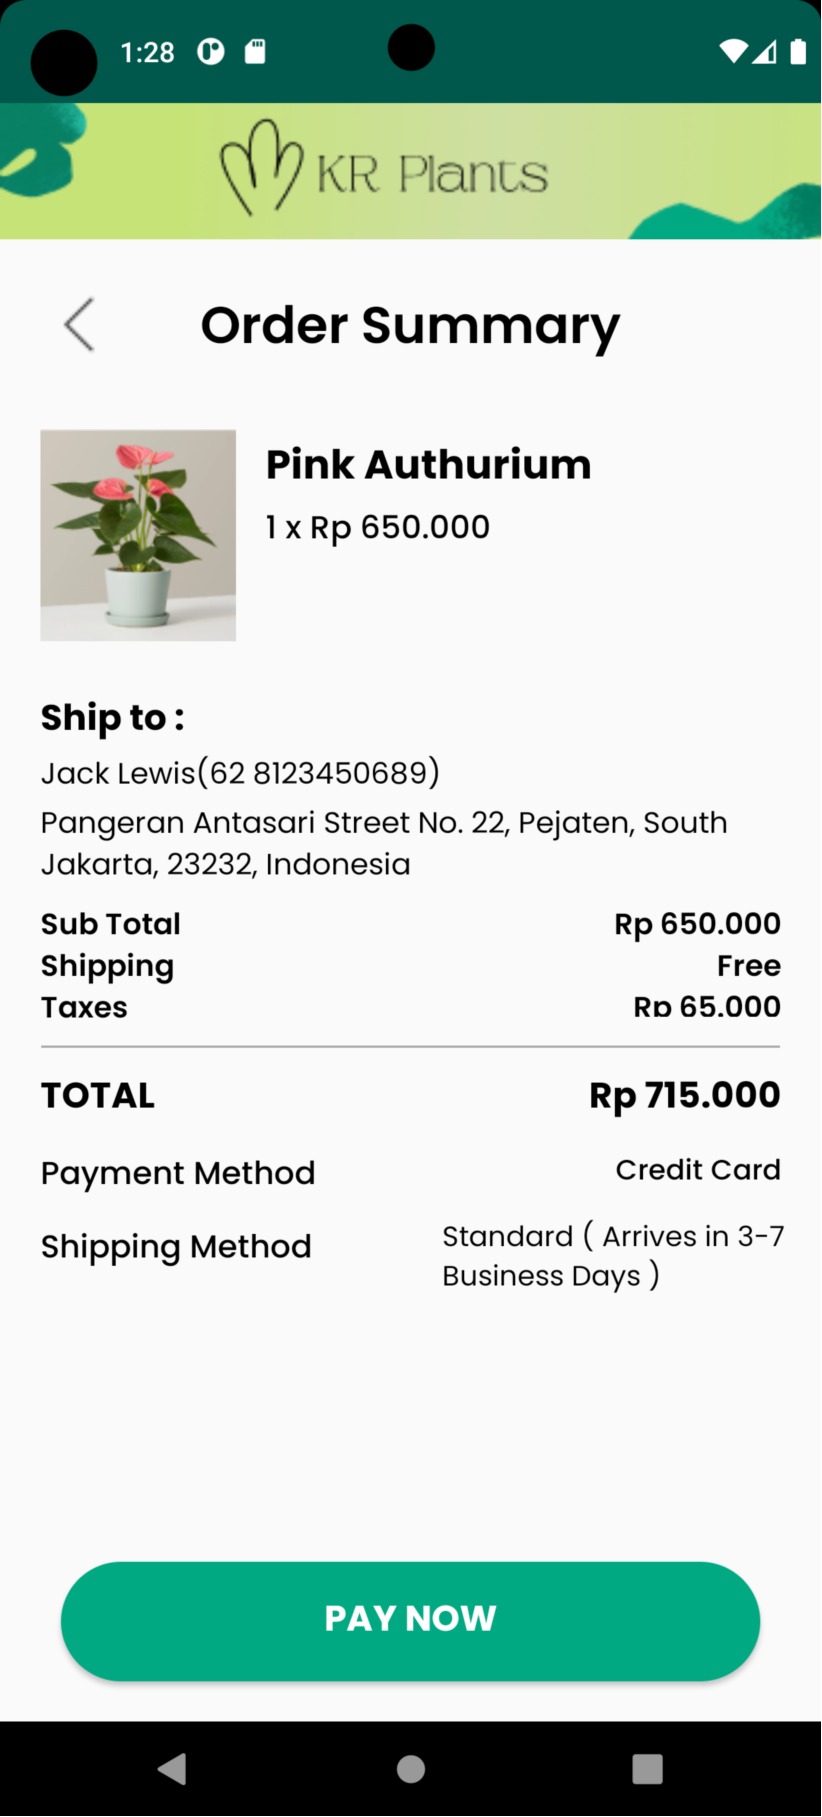 1:28
KR Plants
Order Summary
Pink Authurium
1 x Rp 650.000
Ship to :
Jack Lewis(62 8123450689)
Pangeran Antasari Street No. 22, Pejaten, South
Jakarta, 23232, Indonesia
Sub Total Rp 650.000
Shipping Free
Taxes Rp 65.000
TOTAL Rp 715.000
Payment Method Credit Card
Shipping Method Standard ( Arrives in 3-7
Business Days )
PAY NOW